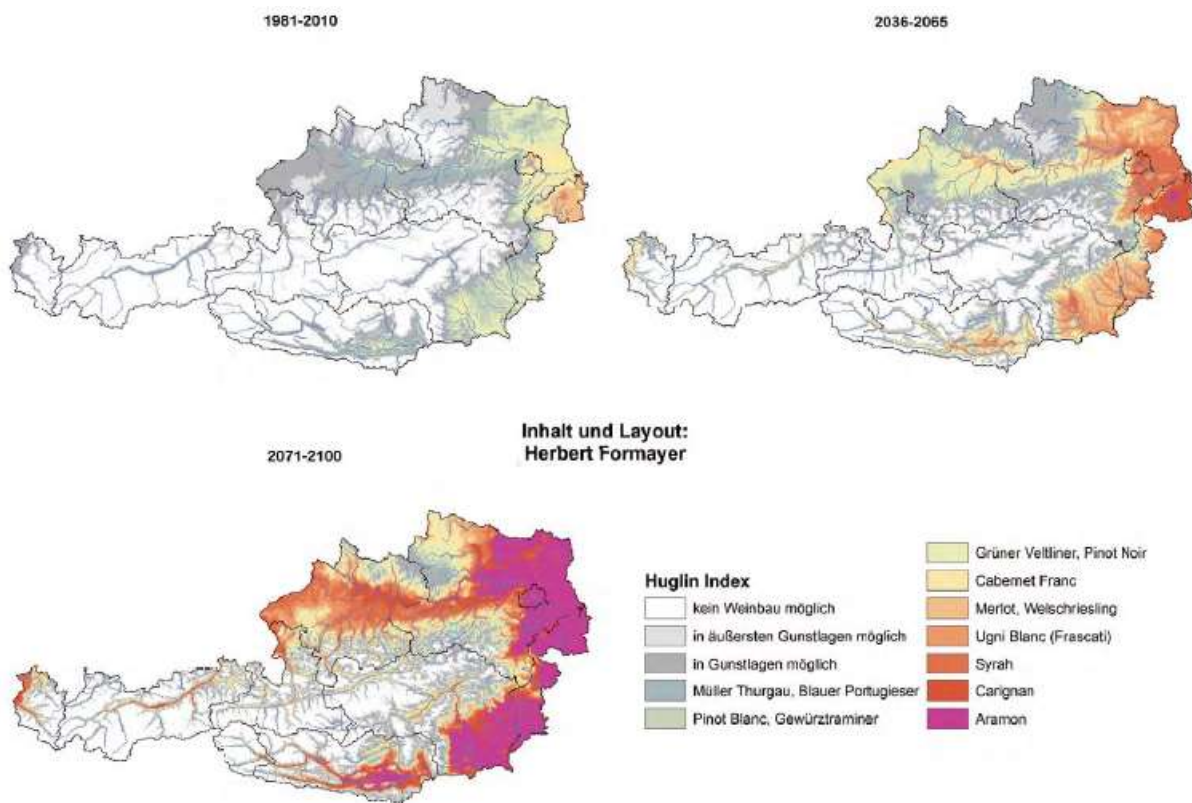 1981-2010
2036-2065
Inhalt und Layout:
Herbert Formayer
2071-2100
Huglin Index
kein Weinbau möglich
in äußersten Gunstlagen möglich
in Gunstlagen möglich
Müller Thurgau, Blauer Portugieser
Pinot Blanc, Gewürztraminer
Grüner Veltliner, Pinot Noir
Cabernet Franc
Merlot, Welschriesling
Ugni Blanc (Frascati)
Syrah
Carignan
Aramon